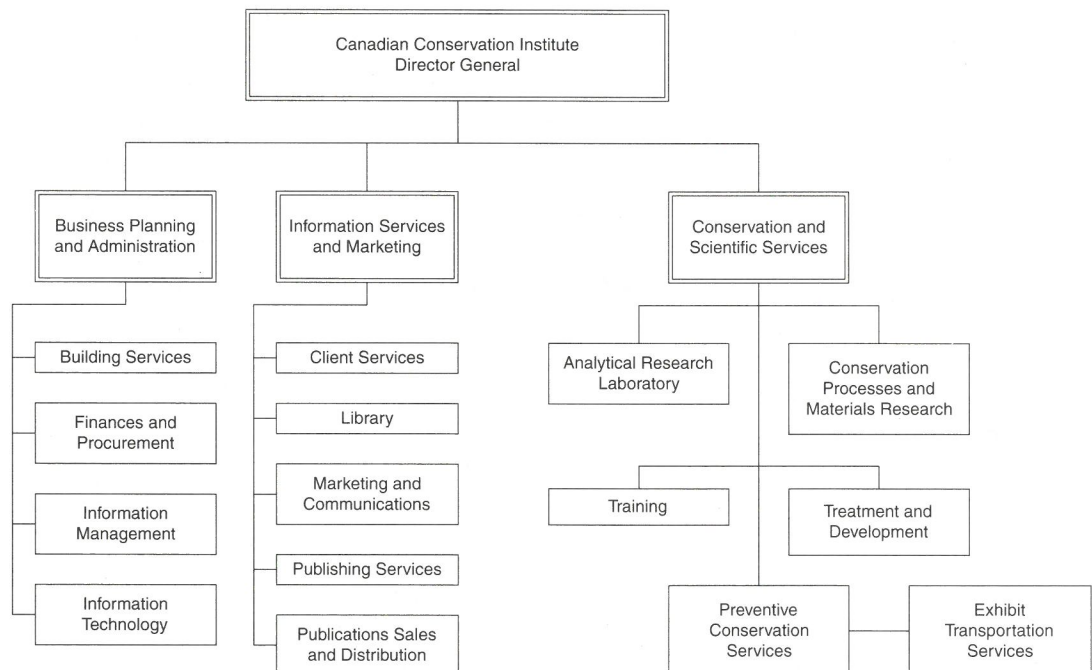 Canadian Conservation Institute
Director General
Business Planning
and Administration
Information Services
and Marketing
Conservation and
Scientific Services
Building Services
Finances and
Procurement
Information
Management
Information
Technology
Client Services
Library
Marketing and
Communications
Publishing Services
Publications Sales
and Distribution
Analytical Research
Laboratory
Conservation
Processes and
Materials Research
Training
Treatment and
Development
Preventive
Conservation
Services
Exhibit
Transportation
Services